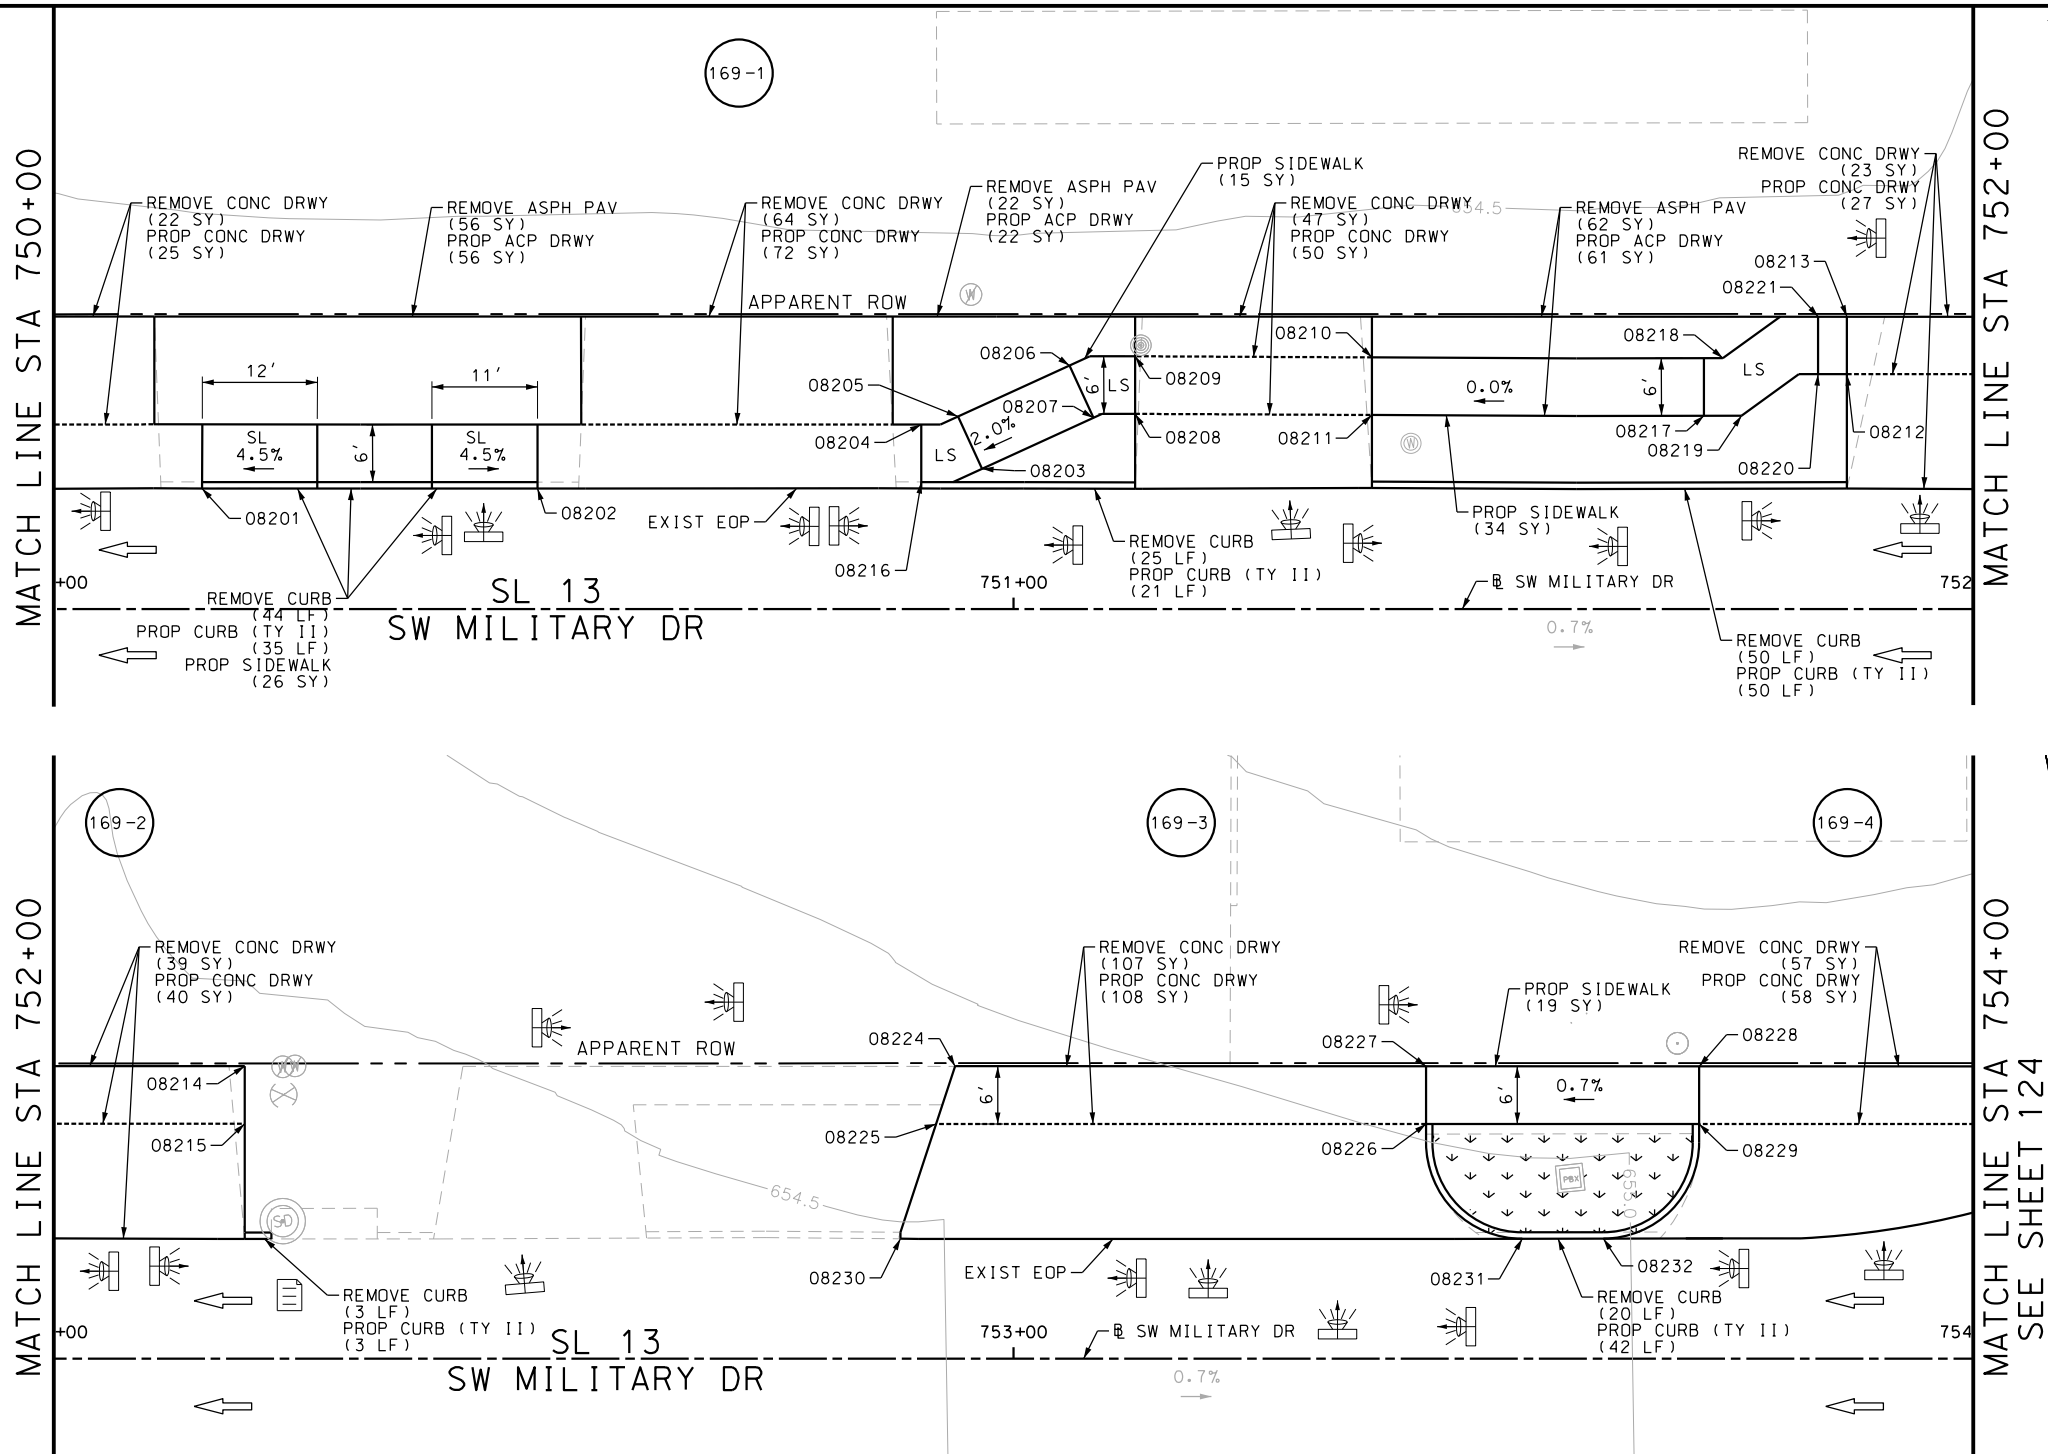 169-1
MATCH LINE STA 750+00
REMOVE CONC DRWY
(22 SY)
PROP CONC DRWY
(25 SY)
REMOVE ASPH PAV
(56 SY)
PROP ACP DRWY
(56 SY)
REMOVE CONC DRWY
(64 SY)
PROP CONC DRWY
(72 SY)
REMOVE ASPH PAV
(22 SY)
PROP ACP DRWY
(22 SY)
PROP SIDEWALK
(15 SY)
REMOVE CONC DRWY
(47 SY)
PROP CONC DRWY
(50 SY)
654.5
REMOVE ASPH PAV
(62 SY)
PROP ACP DRWY
(61 SY)
REMOVE CONC DRWY
(23 SY)
PROP CONC DRWY
(27 SY)
MATCH LINE STA 752+00
W
APPARENT ROW
08213
08221
08210
08218
08206
08205
08209
08207
12'
11'
6'
6'
LS
6'
LS
0.0%
SL
4.5%
6'
SL
4.5%
08204
LS
2.0%
08203
08208
08211
W
08217
08219
08212
08220
08201
08202
EXIST EOP
08216
PROP SIDEWALK
(34 SY)
REMOVE CURB
(25 LF)
PROP CURB (TY II)
(21 LF)
+00
SL 13
751+00
B SW MILITARY DR
752
REMOVE CURB
(44 LF)
PROP CURB (TY II)
(35 LF)
PROP SIDEWALK
(26 SY)
SW MILITARY DR
0.7%
REMOVE CURB
(50 LF)
PROP CURB (TY II)
(50 LF)
169-2
169-3
169-4
MATCH LINE STA 752+00
REMOVE CONC DRWY
(39 SY)
PROP CONC DRWY
(40 SY)
REMOVE CONC DRWY
(107 SY)
PROP CONC DRWY
(108 SY)
PROP SIDEWALK
(19 SY)
REMOVE CONC DRWY
(57 SY)
PROP CONC DRWY
(58 SY)
MATCH LINE STA 754+00
SEE SHEET 124
APPARENT ROW
08224
08227
08228
08214
08215
6'
08225
6'
0.7%
08226
08229
PBX
654.5
655.0
SD
08230
EXIST EOP
08231
08232
REMOVE CURB
(3 LF)
PROP CURB (TY II)
(3 LF)
REMOVE CURB
(20 LF)
PROP CURB (TY II)
(42 LF)
+00
SL 13
753+00
B SW MILITARY DR
754
SW MILITARY DR
0.7%